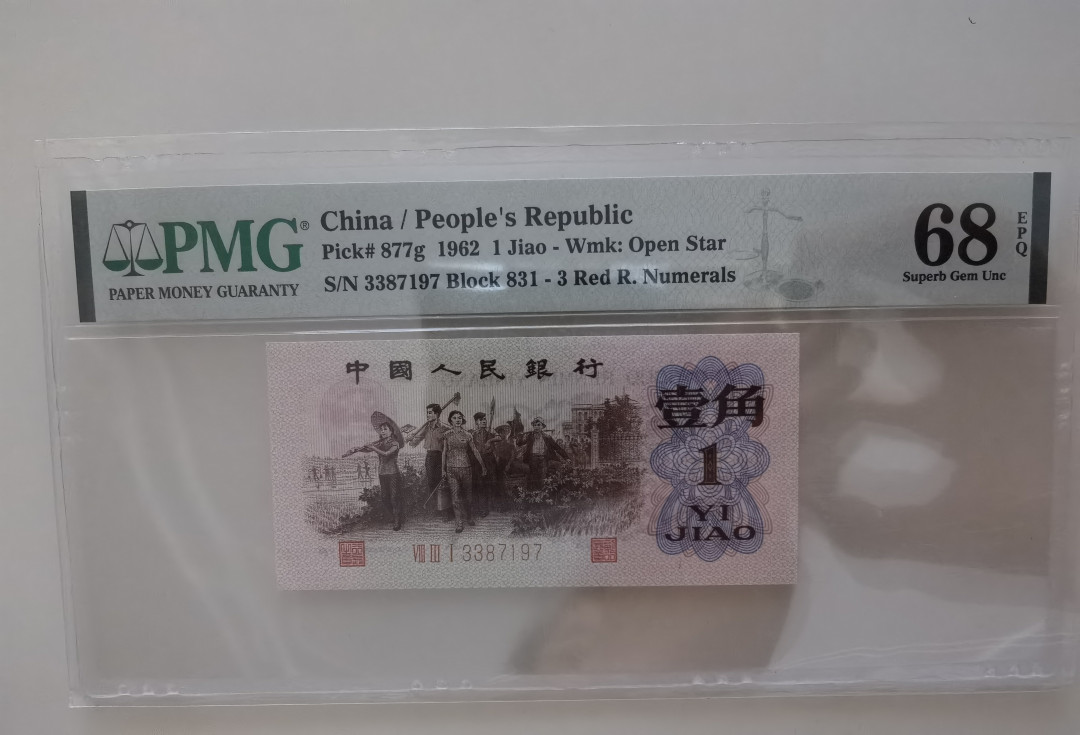 PMG®
PAPER MONEY GUARANTY
China / People's Republic
Pick# 877g 1962 1 Jiao - Wmk: Open Star
S/N 3387197 Block 831 - 3 Red R. Numerals
68
EPQ
Superb Gem Unc
中國人民銀行
壹角
1
YI
JIAO
VIII III I 3387197